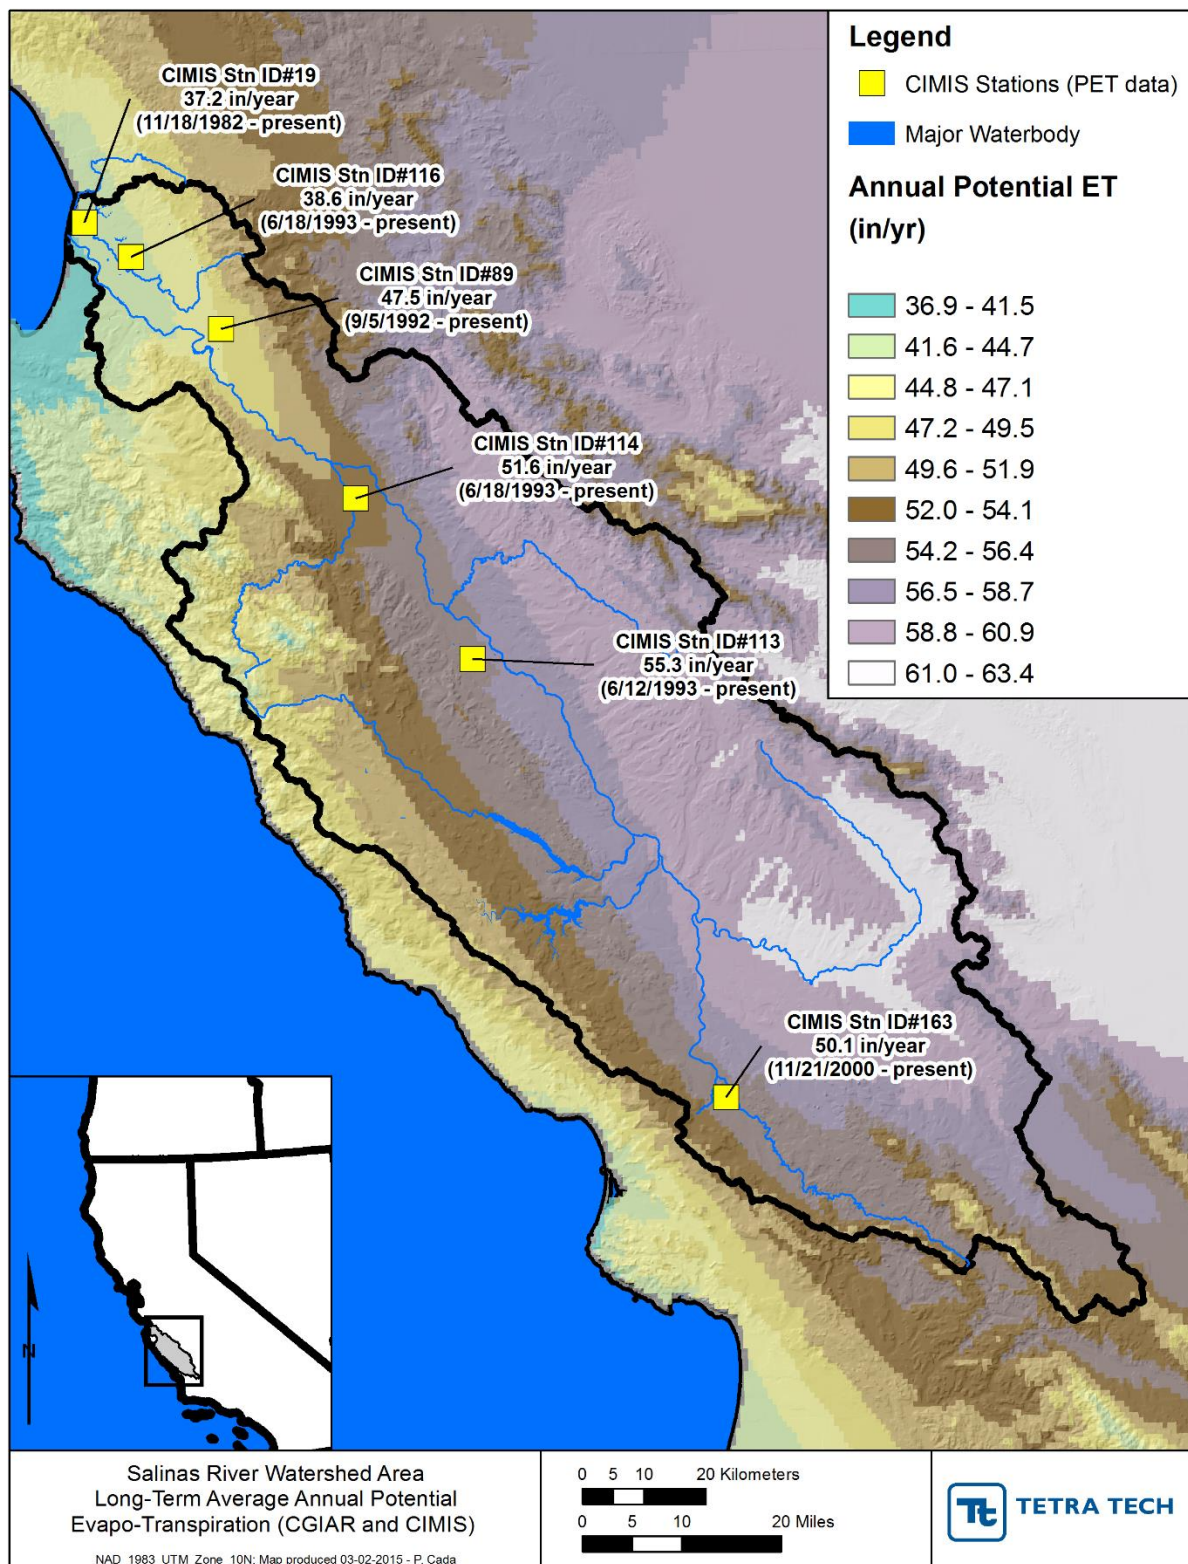 CIMIS Stn ID#19
37.2 in/year
(11/18/1982 - present)
CIMIS Stn ID#116
38.6 in/year
(6/18/1993 - present)
CIMIS Stn ID#89
47.5 in/year
(9/5/1992 - present)
CIMIS Stn ID#114
51.6 in/year
(6/18/1993 - present)
CIMIS Stn ID#113
55.3 in/year
(6/12/1993 - present)
CIMIS Stn ID#163
50.1 in/year
(11/21/2000 - present)
Legend
CIMIS Stations (PET data)
Major Waterbody
Annual Potential ET
(in/yr)
36.9 - 41.5
41.6 - 44.7
44.8 - 47.1
47.2 - 49.5
49.6 - 51.9
52.0 - 54.1
54.2 - 56.4
56.5 - 58.7
58.8 - 60.9
61.0 - 63.4
N
Salinas River Watershed Area
Long-Term Average Annual Potential
Evapo-Transpiration (CGIAR and CIMIS)
NAD_1983_UTM_Zone_10N; Map produced 03-02-2015 - P. Cada
0 5 10 20 Kilometers
0 5 10 20 Miles
Tt TETRA TECH